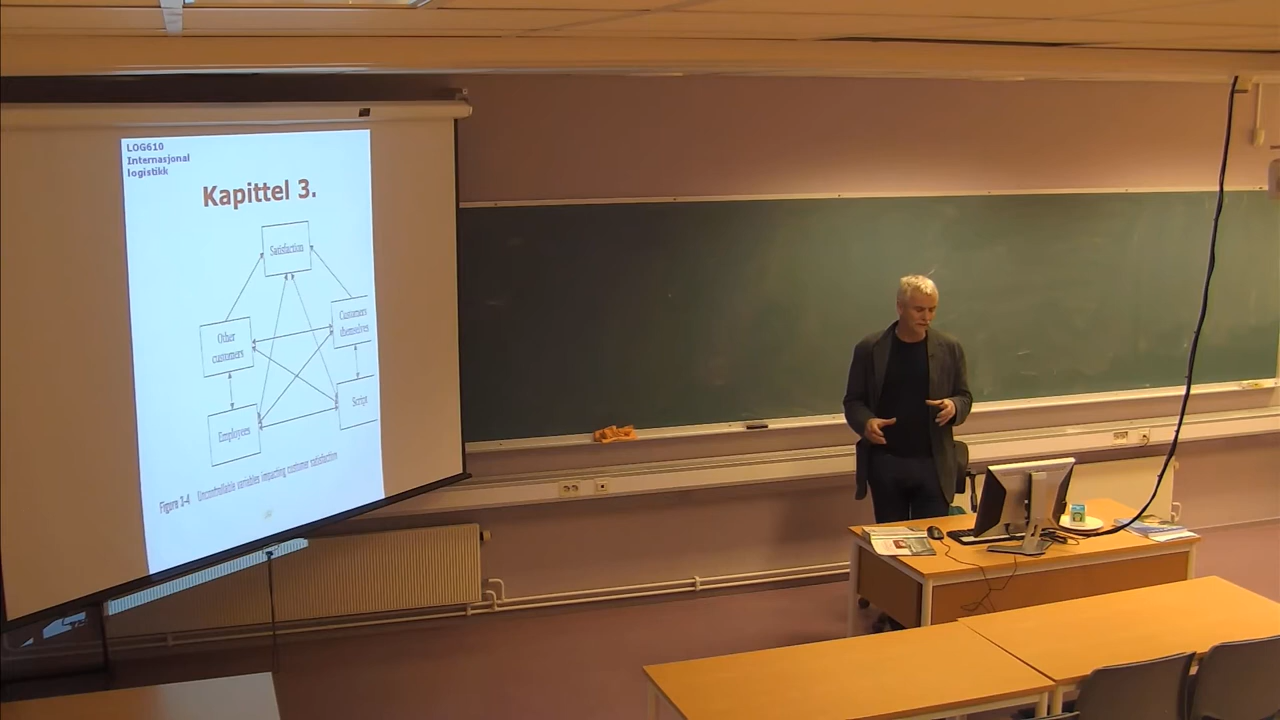 LOG610
Internasjonal
logistikk
Kapittel 3.
Satisfaction
Customers
themselves
Other
customers
Script
Employees
Figure 3-4 Uncontrollable variables impacting customer satisfaction